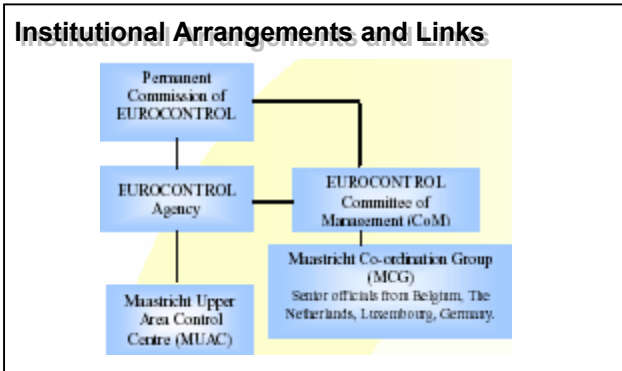 Institutional Arrangements and Links
Permanent
Commission of
EUROCONTROL
EUROCONTROL
Agency
EUROCONTROL
Committee of
Management (CoM)
Maastricht Co-ordination Group
(MCG)
Senior officials from Belgium, The
Netherlands, Luxembourg, Germany.
Maastricht Upper
Area Control
Centre (MUAC)